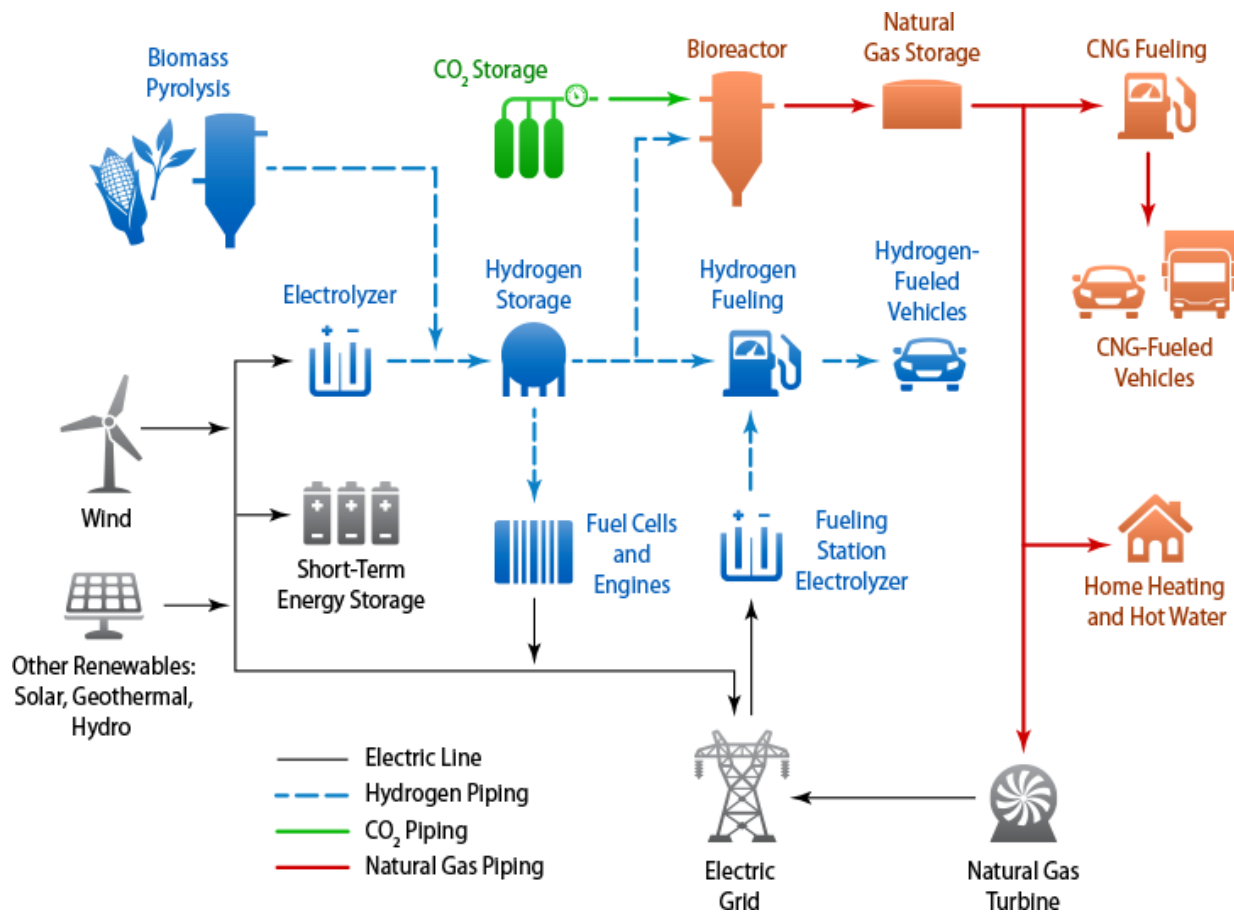 Biomass
Pyrolysis
CO₂ Storage
Bioreactor
Natural
Gas Storage
CNG Fueling
Electrolyzer
+ −
Hydrogen
Storage
Hydrogen
Fueling
Hydrogen-
Fueled
Vehicles
CNG-Fueled
Vehicles
Wind
+ + +
− − −
Short-Term
Energy Storage
Fuel Cells
and
Engines
+ −
Fueling
Station
Electrolyzer
Home Heating
and Hot Water
Other Renewables:
Solar, Geothermal,
Hydro
Electric Line
Hydrogen Piping
CO₂ Piping
Natural Gas Piping
Electric
Grid
Natural Gas
Turbine